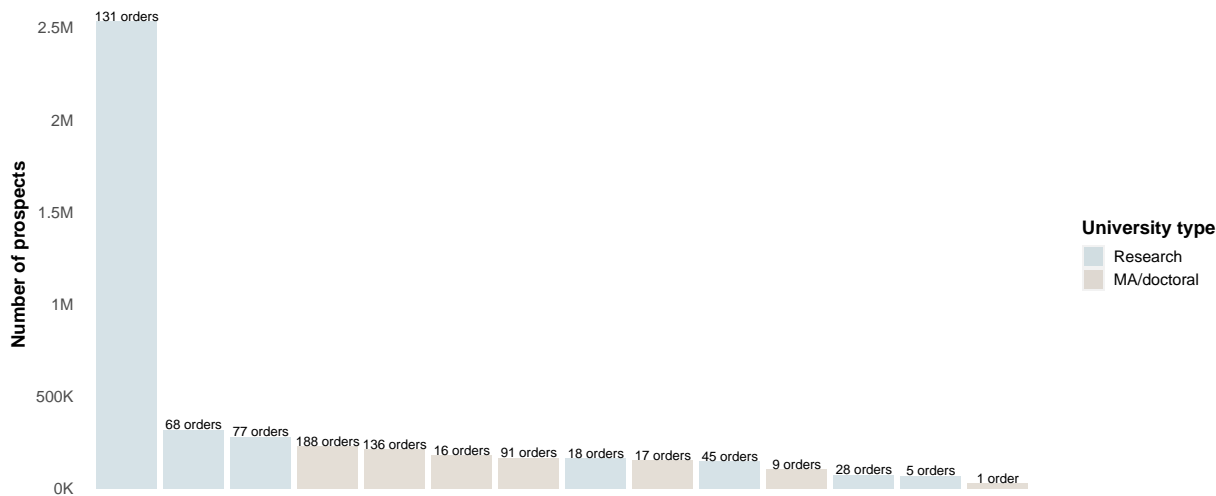 Number of prospects
2.5M
2M
1.5M
1M
500K
0K
131 orders
68 orders
77 orders
188 orders
136 orders
16 orders
91 orders
18 orders
17 orders
45 orders
9 orders
28 orders
5 orders
1 order
University type
Research
MA/doctoral